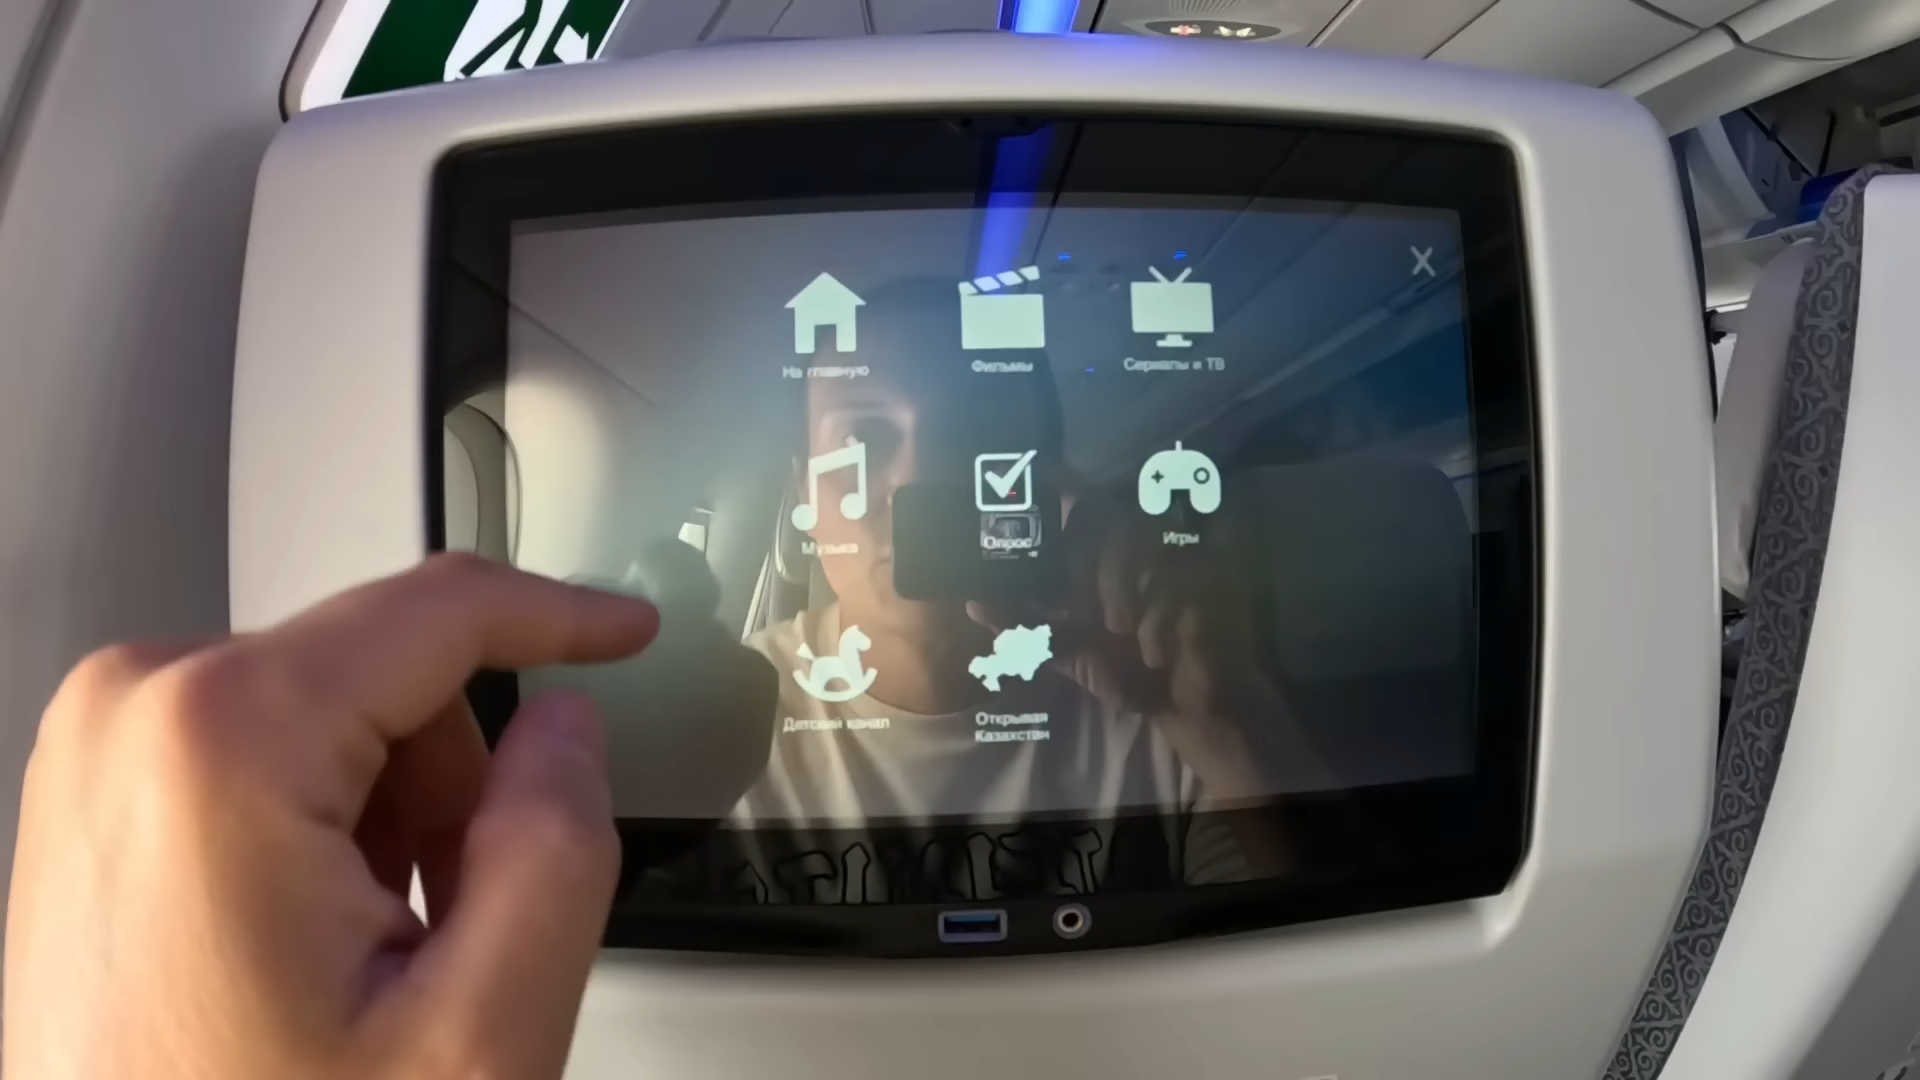 X
На главную
Фильмы
Сериалы и ТВ
Музыка
Опрос
Игры
Детский канал
Открывая
Казахстан